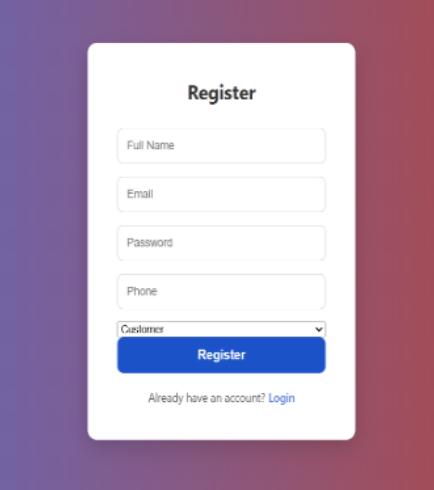 Register
Full Name
Email
Password
Phone
Customer
Register
Already have an account? Login